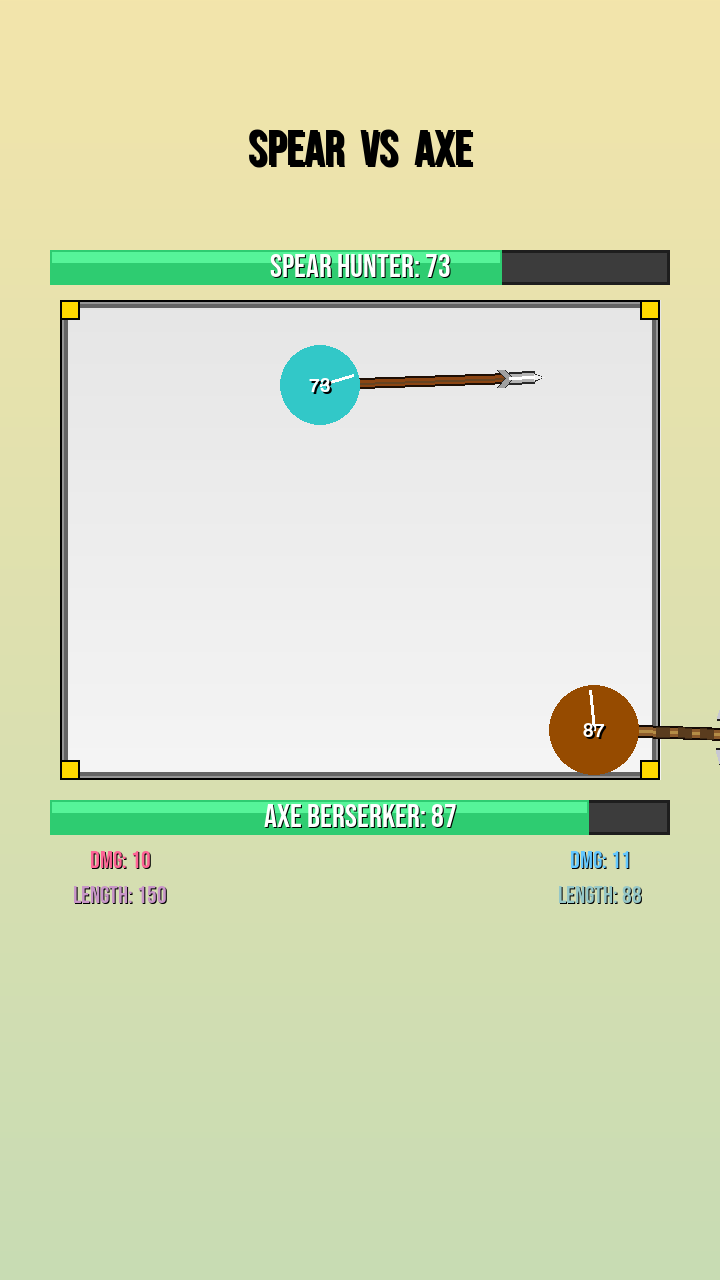 SPEAR VS AXE
SPEAR HUNTER: 73
73
87
AXE BERSERKER: 87
DMG: 10
DMG: 11
LENGTH: 150
LENGTH: 88